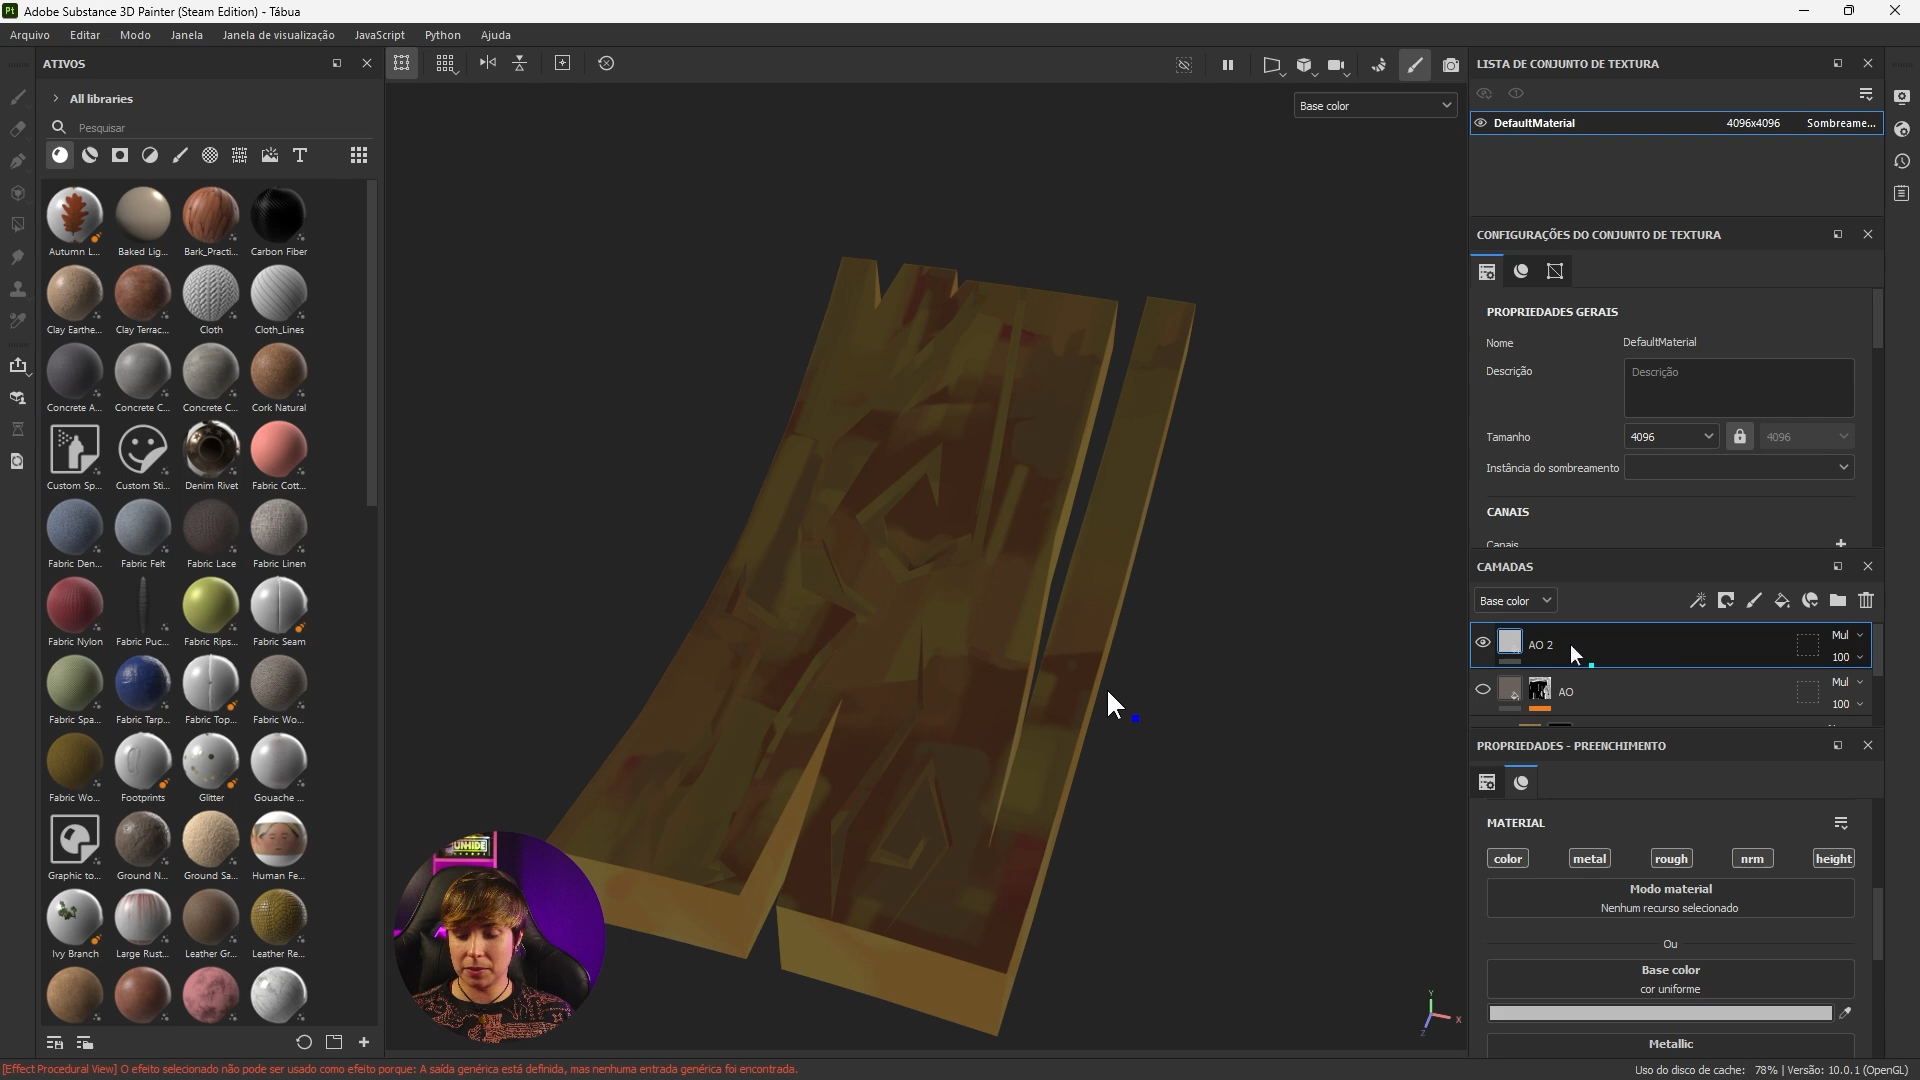 Adobe Substance 3D Painter (Steam Edition) - Tábua
Arquivo Editar Modo Janela Janela de visualização JavaScript Python Ajuda
ATIVOS
All libraries
Pesquisar
Autumn L... Baked Lig... Bark_Practi... Carbon Fiber
Clay Earthe... Clay Terrac... Cloth Cloth_Lines
Concrete A... Concrete C... Concrete C... Cork Natural
Custom Sp... Custom Sti... Denim Rivet Fabric Cott...
Fabric Den... Fabric Felt Fabric Lace Fabric Linen
Fabric Nylon Fabric Puc... Fabric Rips... Fabric Seam
Fabric Spa... Fabric Tarp... Fabric Top... Fabric Wo...
Fabric Wo... Footprints Glitter Gouache ...
Graphic to... Ground N... Ground Sa... Human Fe...
Ivy Branch Large Rust... Leather Gr... Leather Re...
Base color
UNHIDE
Y
X
Z
LISTA DE CONJUNTO DE TEXTURA
DefaultMaterial 4096x4096 Sombreame...
CONFIGURAÇÕES DO CONJUNTO DE TEXTURA
PROPRIEDADES GERAIS
Nome DefaultMaterial
Descrição Descrição
Tamanho 4096 4096
Instância do sombreamento
CANAIS
Canais
CAMADAS
Base color
AO 2 Mul
100
AO Mul
100
PROPRIEDADES - PREENCHIMENTO
MATERIAL
color metal rough nrm height
Modo material
Nenhum recurso selecionado
Ou
Base color
cor uniforme
Metallic
[Effect Procedural View] O efeito selecionado não pode ser usado como efeito porque: A saída genérica está definida, mas nenhuma entrada genérica foi encontrada.
Uso do disco de cache: 78% | Versão: 10.0.1 (OpenGL)